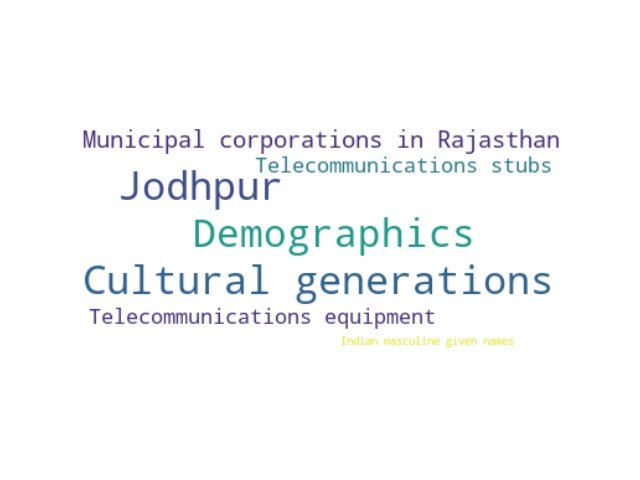 Municipal corporations in Rajasthan
Telecommunications stubs
Jodhpur
Demographics
Cultural generations
Telecommunications equipment
Indian masculine given names